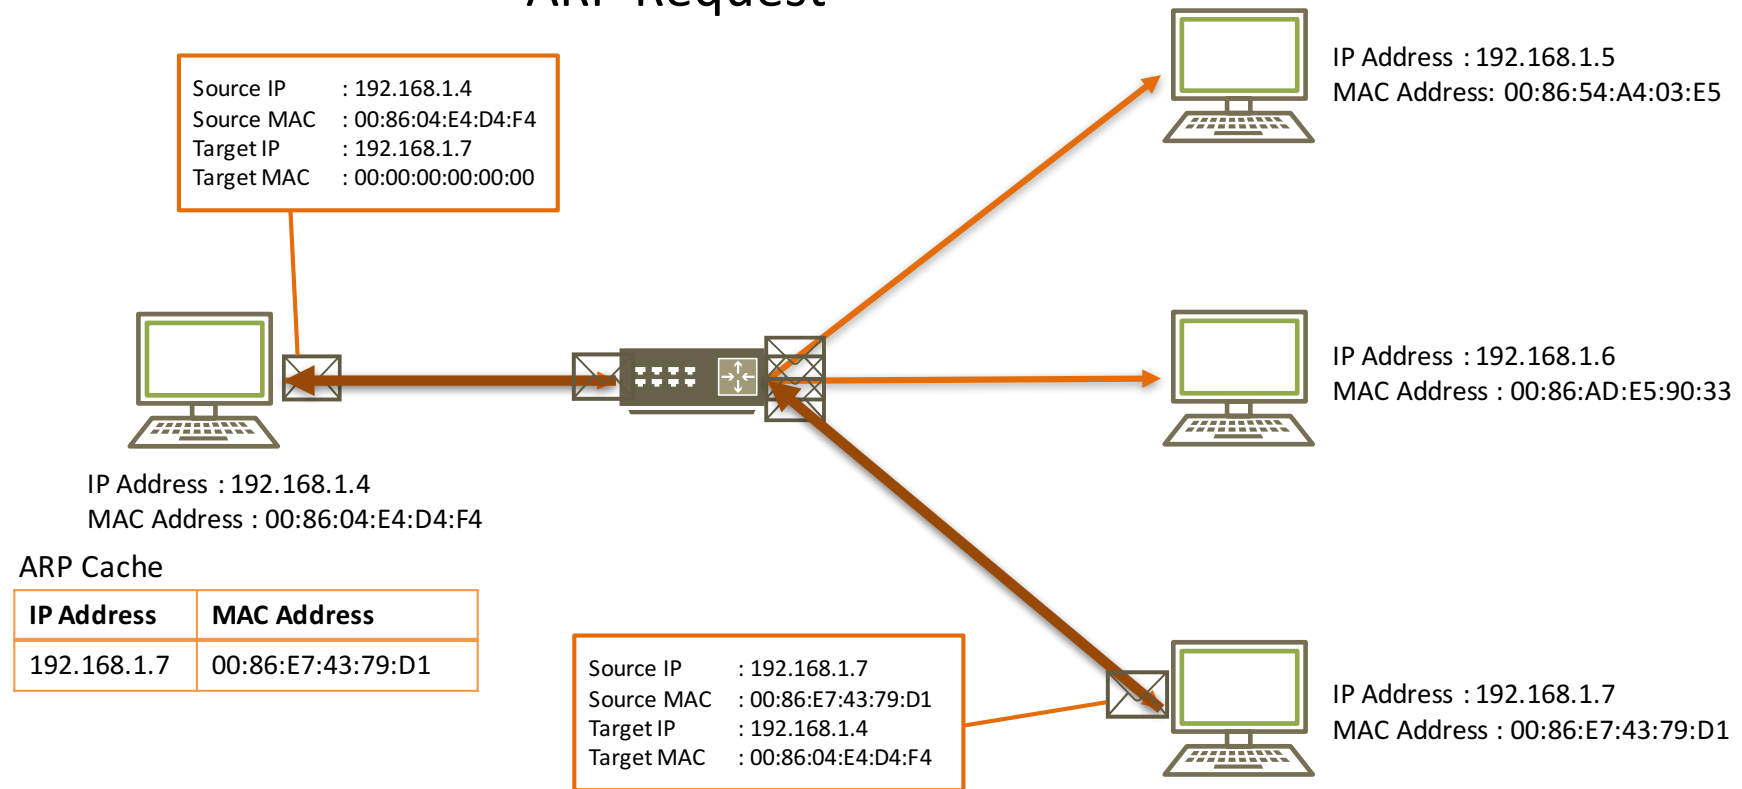 ARP Request
Source IP : 192.168.1.4
Source MAC : 00:86:04:E4:D4:F4
Target IP : 192.168.1.7
Target MAC : 00:00:00:00:00:00
IP Address : 192.168.1.5
MAC Address: 00:86:54:A4:03:E5
IP Address : 192.168.1.6
MAC Address : 00:86:AD:E5:90:33
IP Address : 192.168.1.4
MAC Address : 00:86:04:E4:D4:F4
ARP Cache
IP Address MAC Address
192.168.1.7 00:86:E7:43:79:D1
Source IP : 192.168.1.7
Source MAC : 00:86:E7:43:79:D1
Target IP : 192.168.1.4
Target MAC : 00:86:04:E4:D4:F4
IP Address : 192.168.1.7
MAC Address : 00:86:E7:43:79:D1